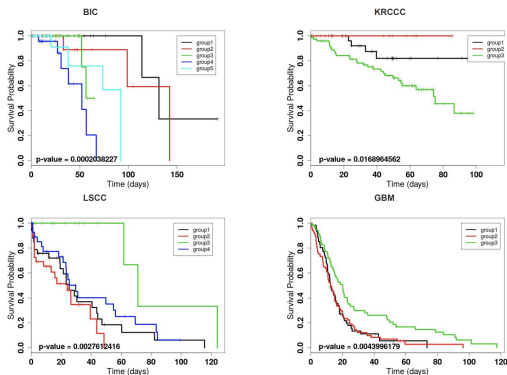 BIC
Survival Probability
0.0 0.2 0.4 0.6 0.8 1.0
group1
group2
group3
group4
group5
p-value = 0.0002038227
0 50 100 150
Time (days)
KRCCC
Survival Probability
0.0 0.2 0.4 0.6 0.8 1.0
group1
group2
group3
p-value = 0.0168964562
0 20 40 60 80 100
Time (days)
LSCC
Survival Probability
0.0 0.2 0.4 0.6 0.8 1.0
group1
group2
group3
group4
p-value = 0.0027612416
0 20 40 60 80 100 120
Time (days)
GBM
Survival Probability
0.0 0.2 0.4 0.6 0.8 1.0
group1
group2
group3
p-value = 0.0043996179
0 20 40 60 80 100 120
Time (days)